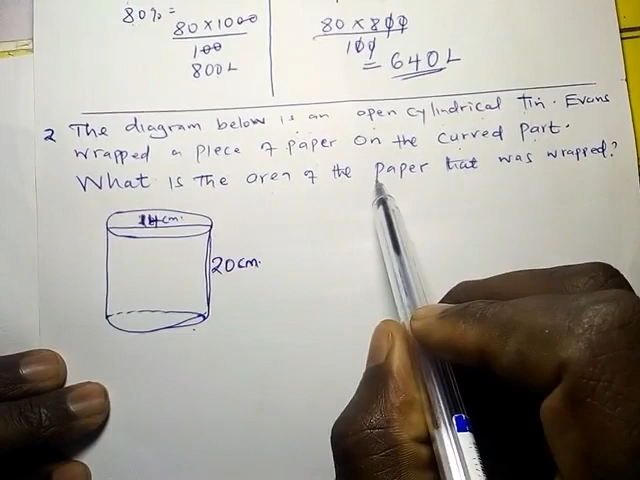 80%=
80 x 1000
100
800L
80 x 800
100
= 640L
2 The diagram below is an open cylindrical tin. Evans
wrapped a piece of paper on the curved part.
What is the area of the paper that was wrapped?
14cm.
20cm.